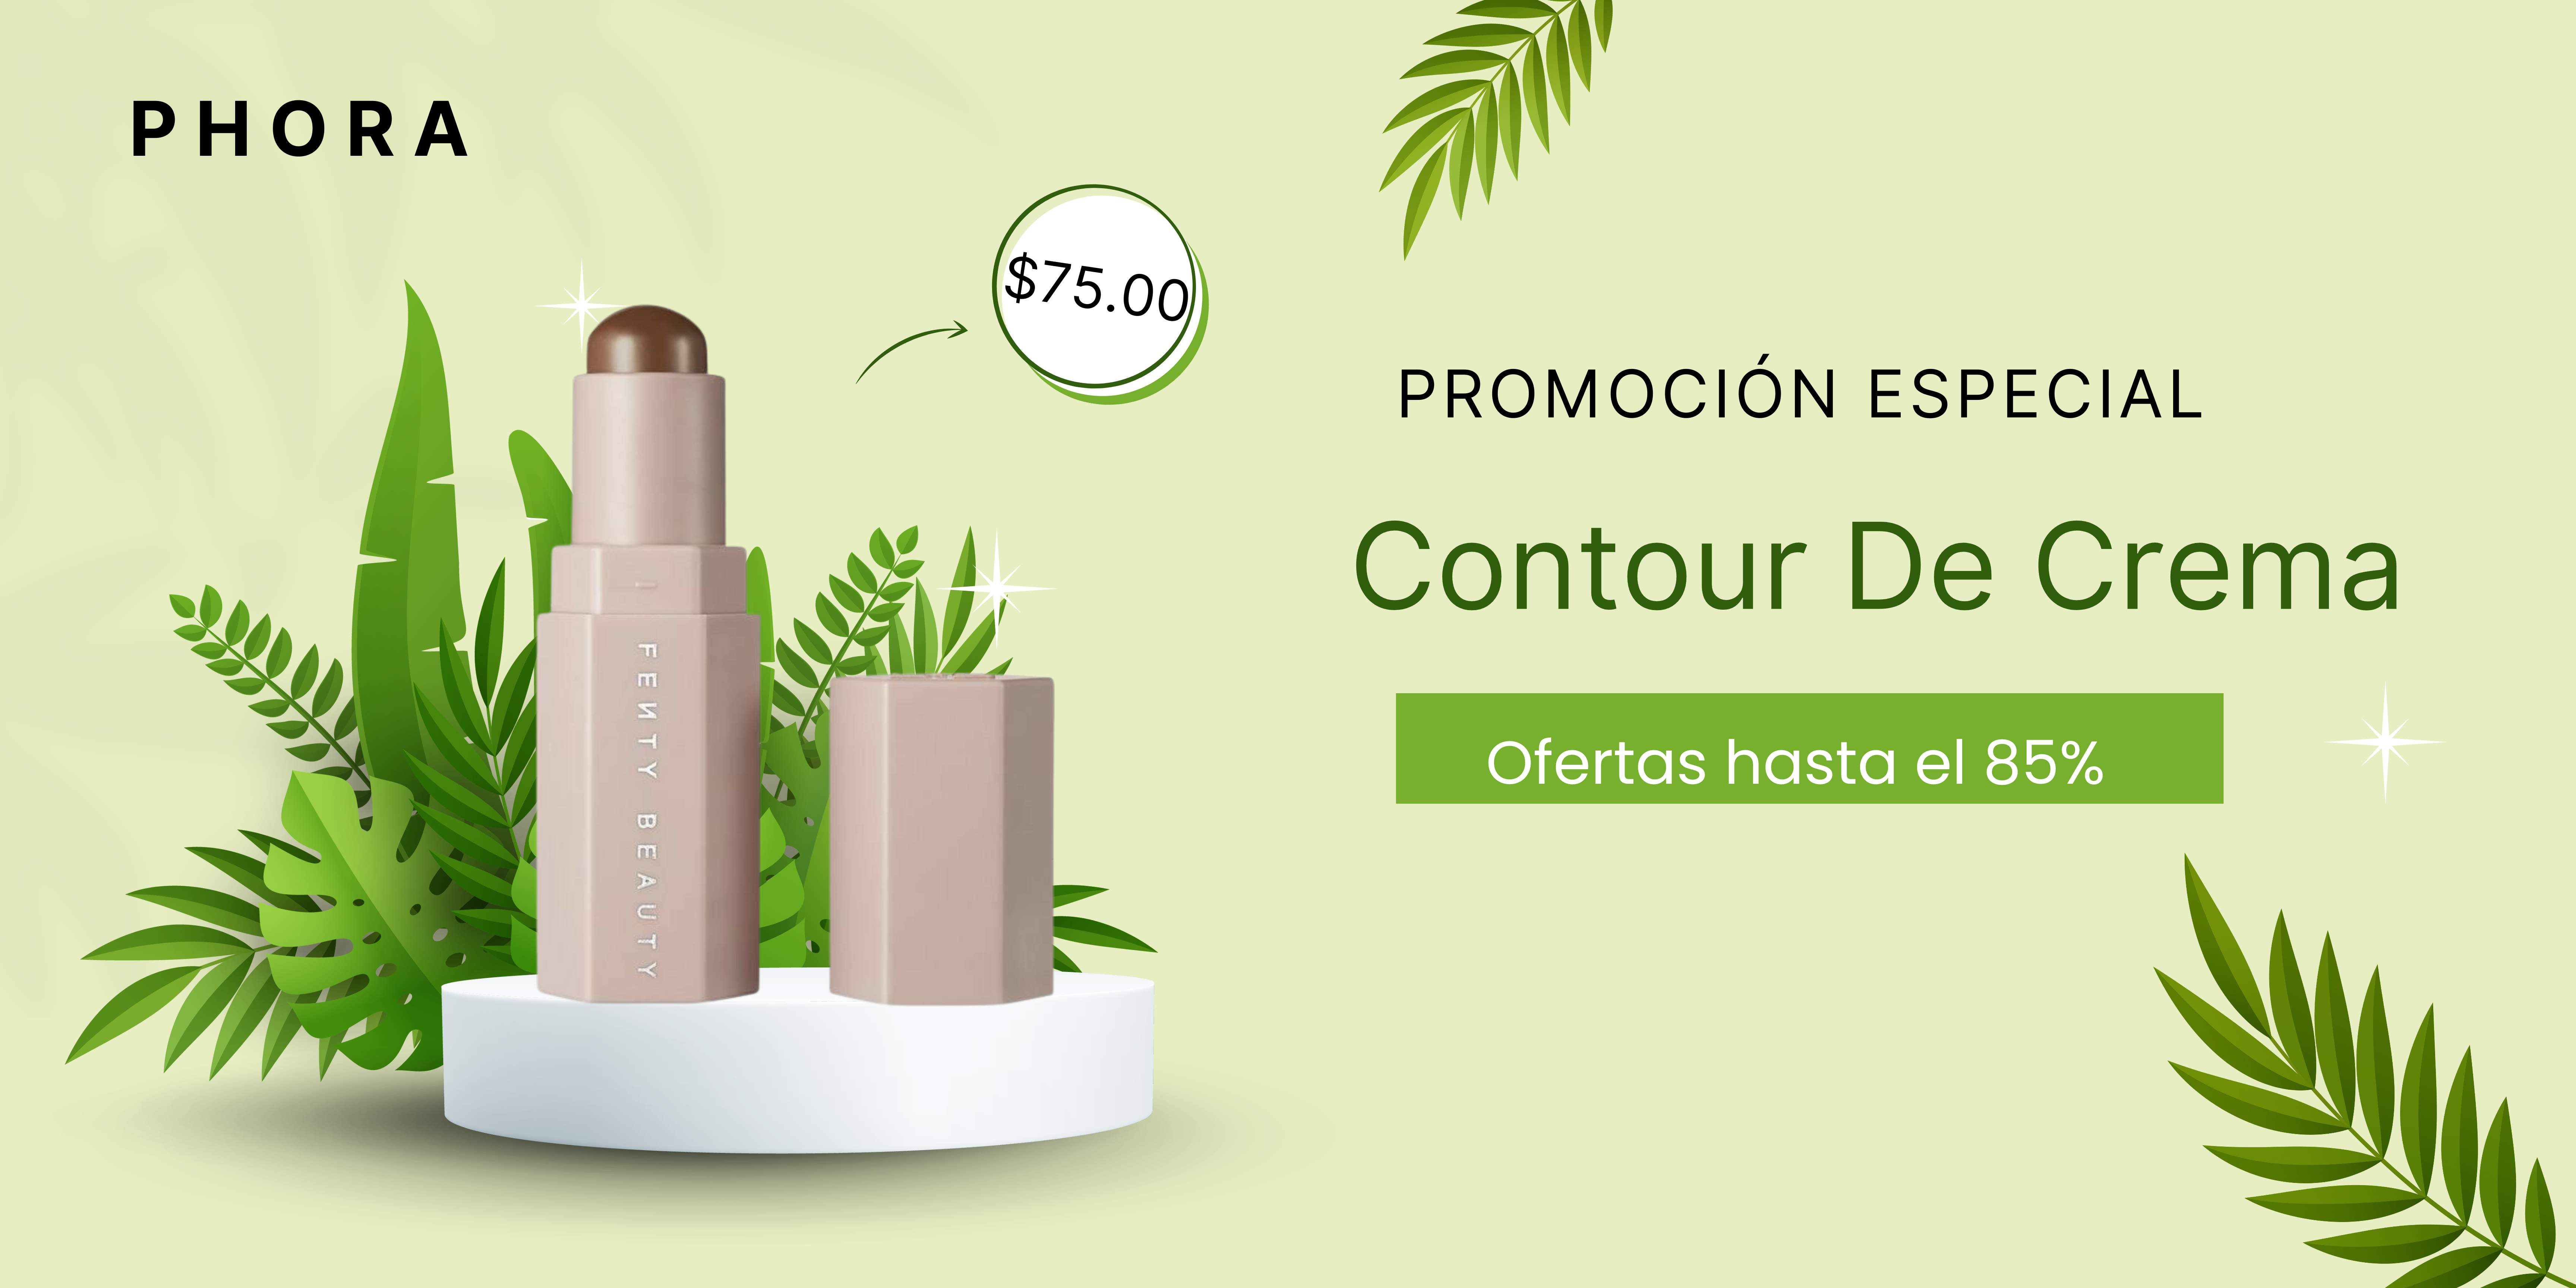 PHORA
$75.00
PROMOCIÓN ESPECIAL
Contour De Crema
Ofertas hasta el 85%
FENTY BEAUTY